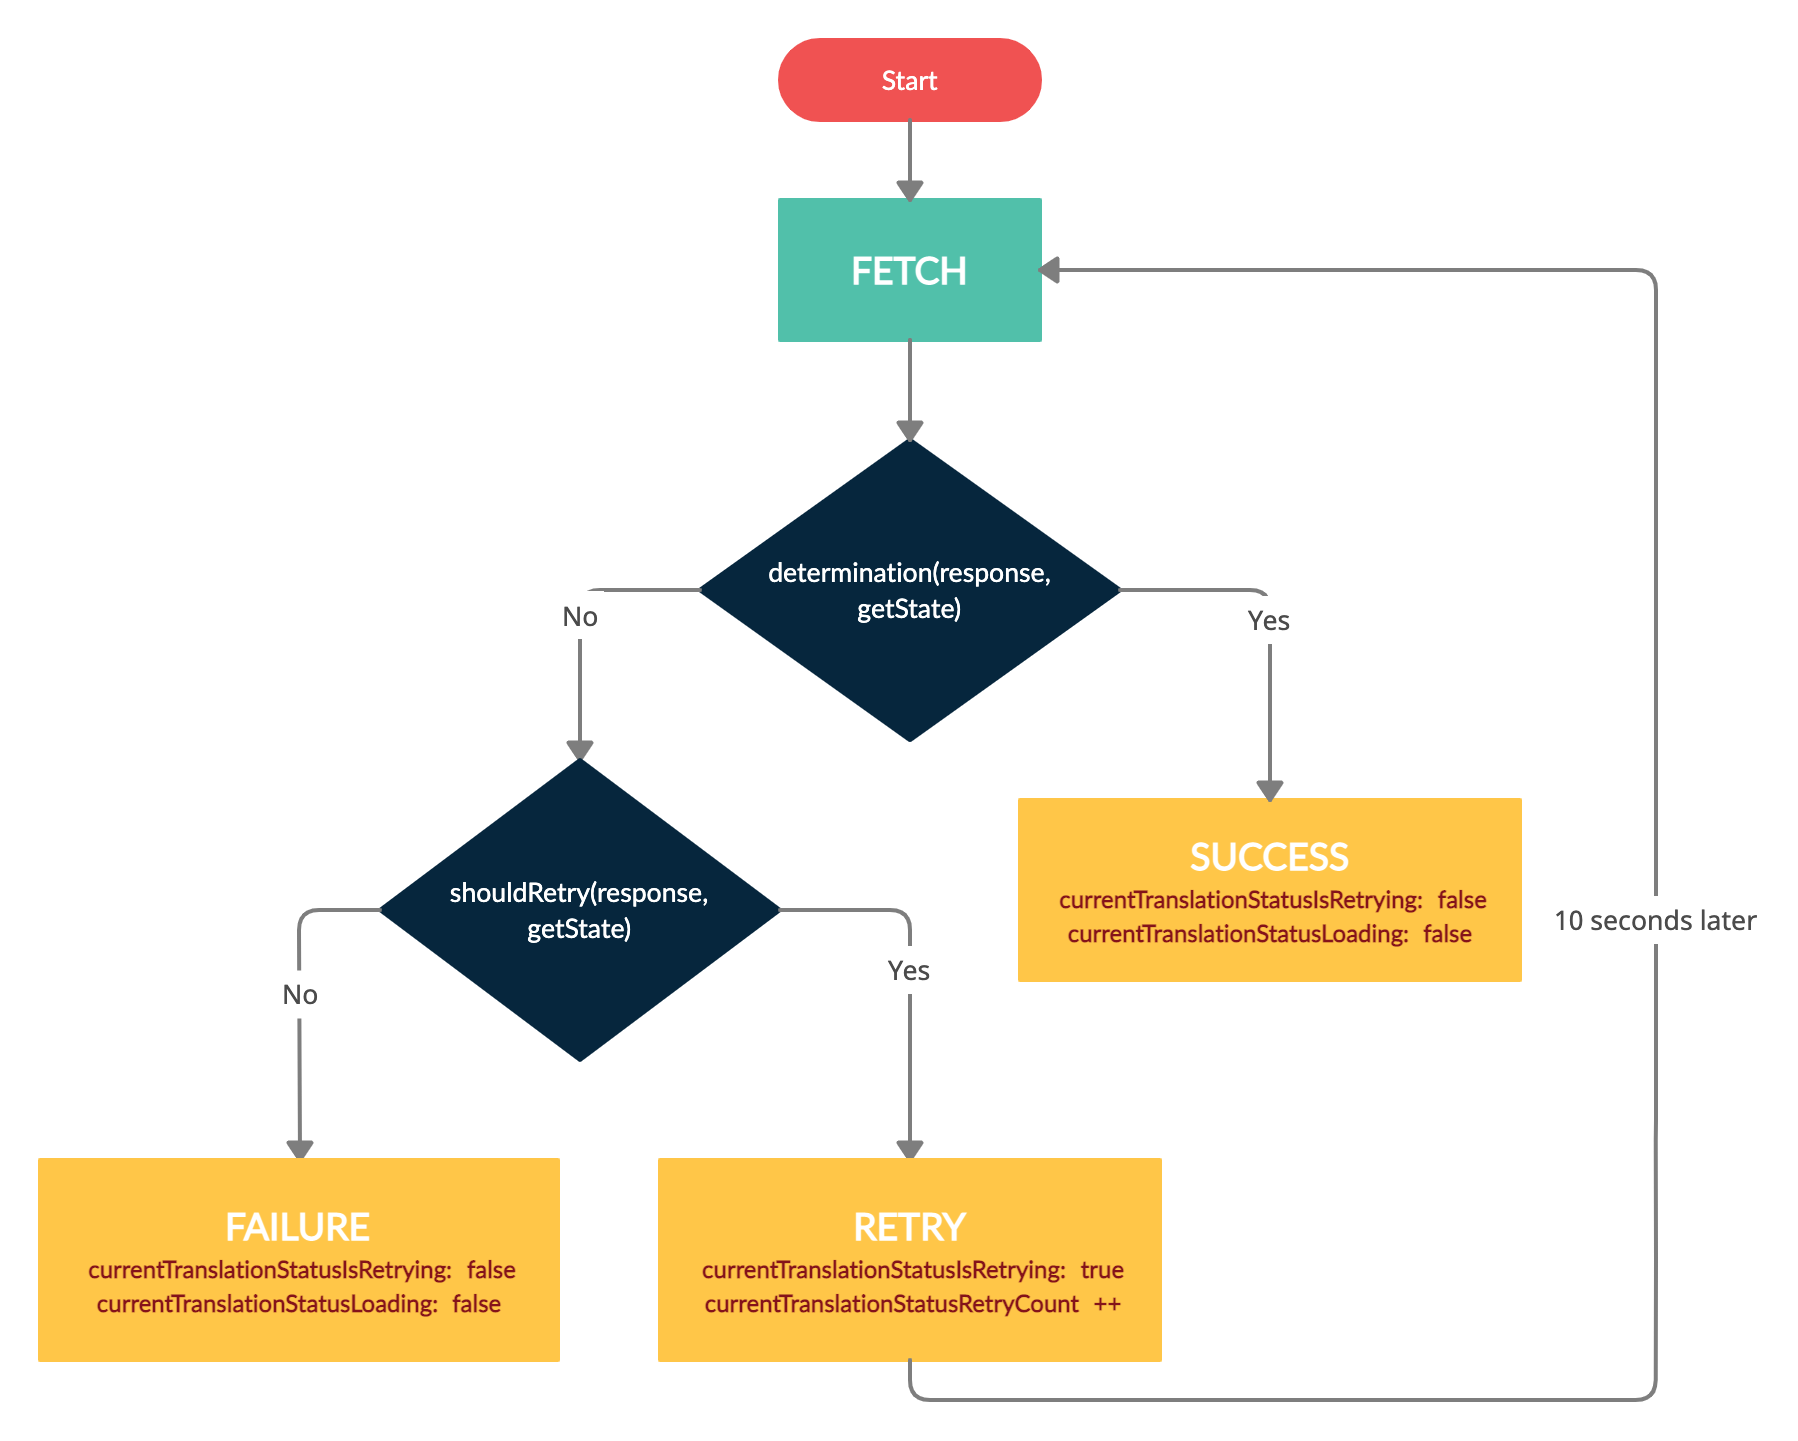 Start
FETCH
determination(response,
getState)
No
Yes
shouldRetry(response,
getState)
SUCCESS
currentTranslationStatusIsRetrying: false
currentTranslationStatusLoading: false
10 seconds later
No
Yes
FAILURE
currentTranslationStatusIsRetrying: false
currentTranslationStatusLoading: false
RETRY
currentTranslationStatusIsRetrying: true
currentTranslationStatusRetryCount ++